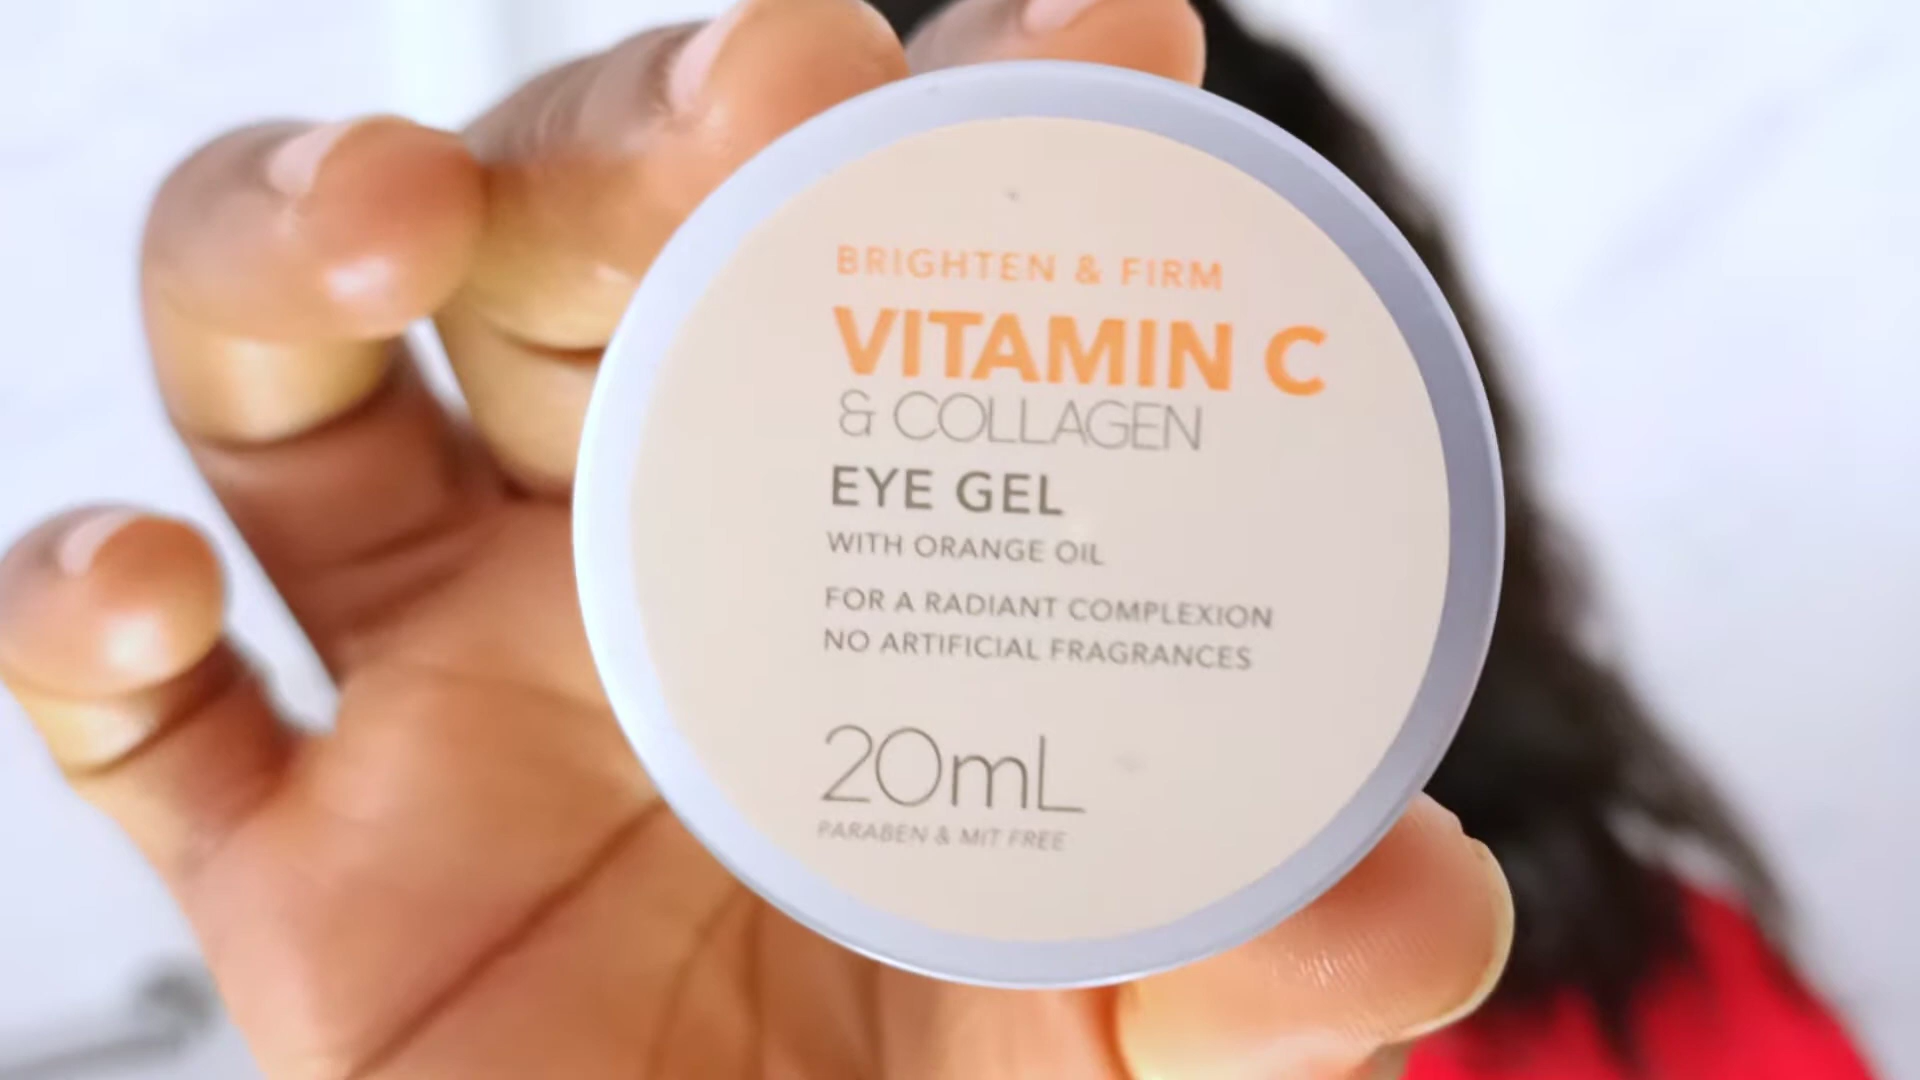 BRIGHTEN & FIRM
VITAMIN C
& COLLAGEN
EYE GEL
WITH ORANGE OIL
FOR A RADIANT COMPLEXION
NO ARTIFICIAL FRAGRANCES
20mL
PARABEN & MIT FREE